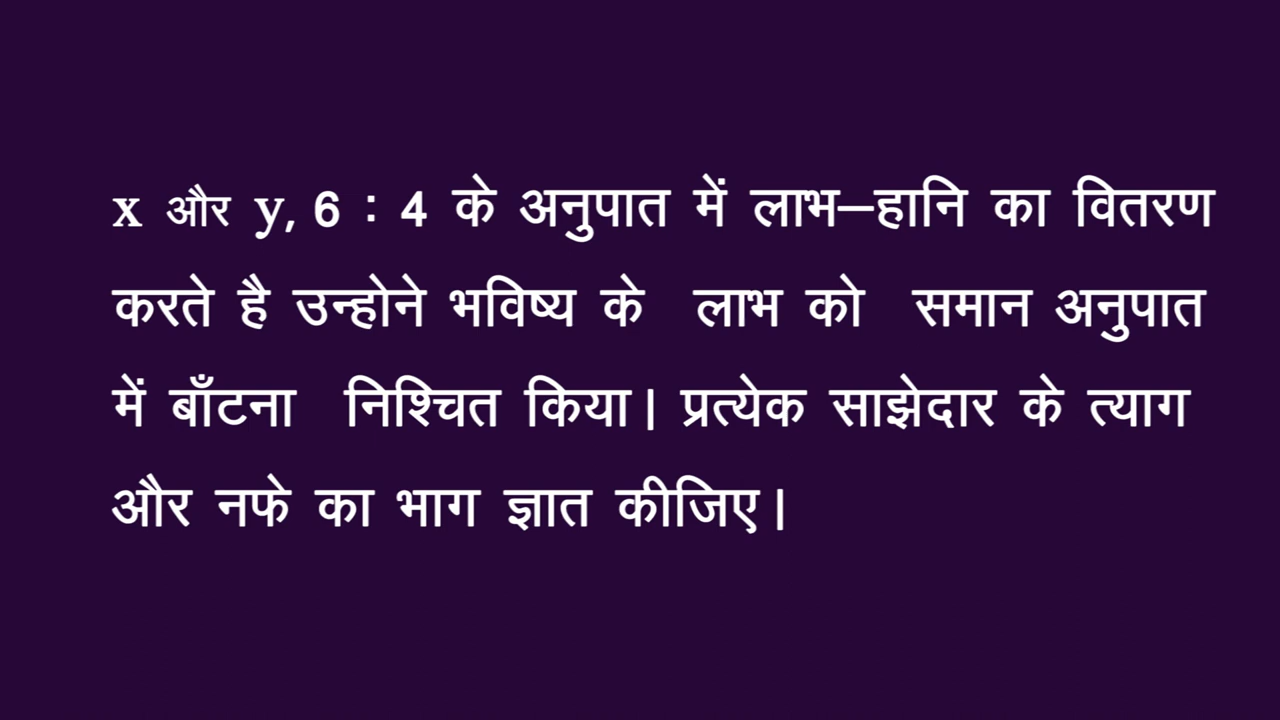 x और y, 6 : 4 के अनुपात में लाभ–हानि का वितरण
करते है उन्होने भविष्य के लाभ को समान अनुपात
में बाँटना निश्चित किया। प्रत्येक साझेदार के त्याग
और नफे का भाग ज्ञात कीजिए।